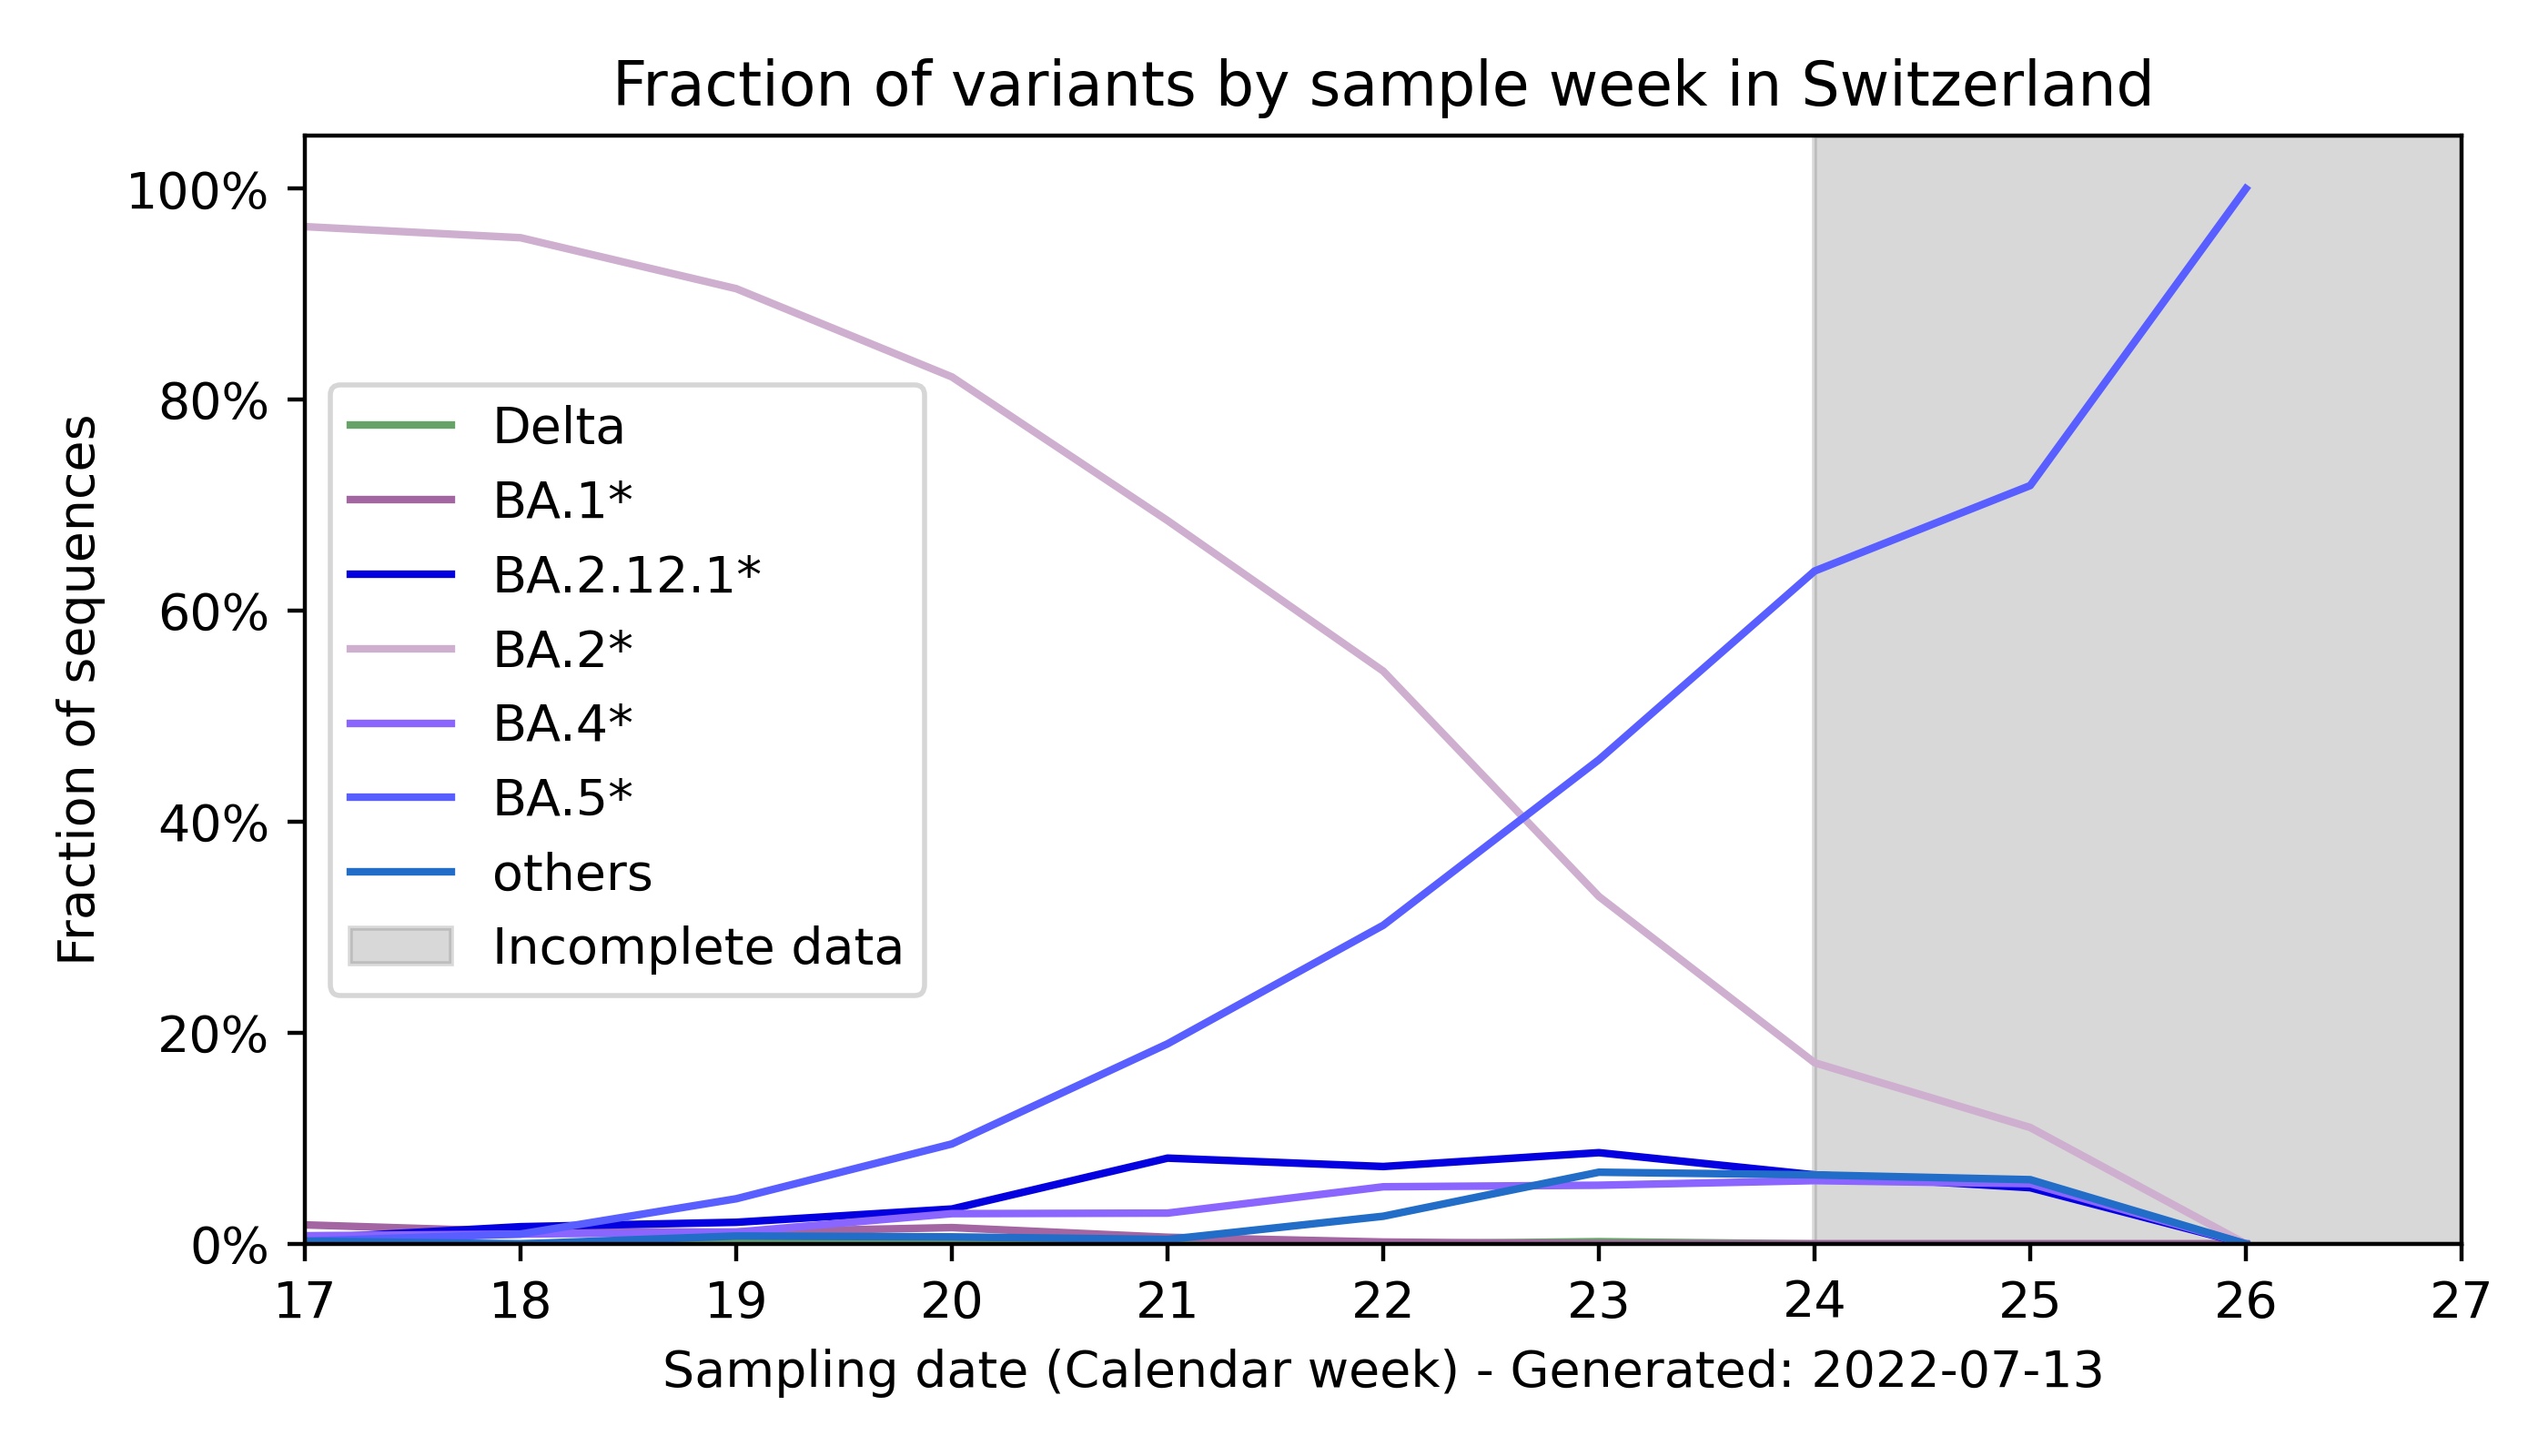 Fraction of variants by sample week in Switzerland
Fraction of sequences
100%
80%
60%
40%
20%
0%
Delta
BA.1*
BA.2.12.1*
BA.2*
BA.4*
BA.5*
others
Incomplete data
17 18 19 20 21 22 23 24 25 26 27
Sampling date (Calendar week) - Generated: 2022-07-13